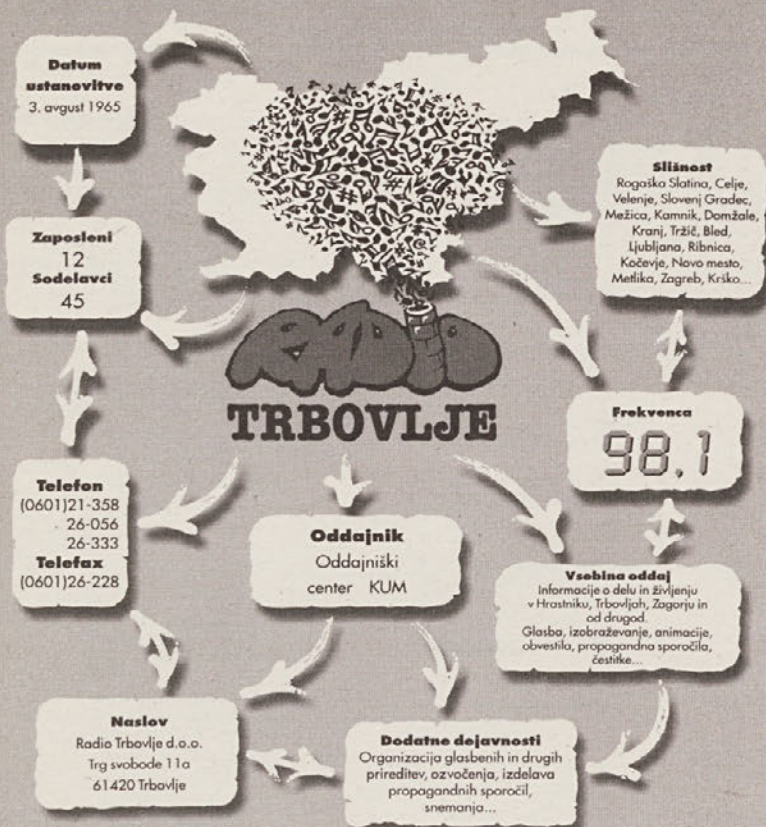 Datum
ustanovitve
3. avgust 1965
Slišnost
Rogaška Slatina, Celje,
Velenje, Slovenj Gradec,
Mežica, Kamnik, Domžale,
Kranj, Tržič, Bled,
Ljubljana, Ribnica,
Kočevje, Novo mesto,
Metlika, Zagreb, Krško...
Zaposleni
12
Sodelavci
45
RADIO
TRBOVLJE
Frekvenca
98.1
Telefon
(0601)21-358
26-056
26-333
Telefax
(0601)26-228
Oddajnik
Oddajniški
center KUM
Vsebina oddaj
Informacije o delu in življenju
v Hrastniku, Trbovljah, Zagorju in
od drugod.
Glasba, izobraževanje, animacije,
obvestila, propagandna sporočila,
čestitke...
Naslov
Radio Trbovlje d.o.o.
Trg svobode 11a
61420 Trbovlje
Dodatne dejavnosti
Organizacija glasbenih in drugih
prireditev, ozvočenja, izdelava
propagandnih sporočil,
snemanja...